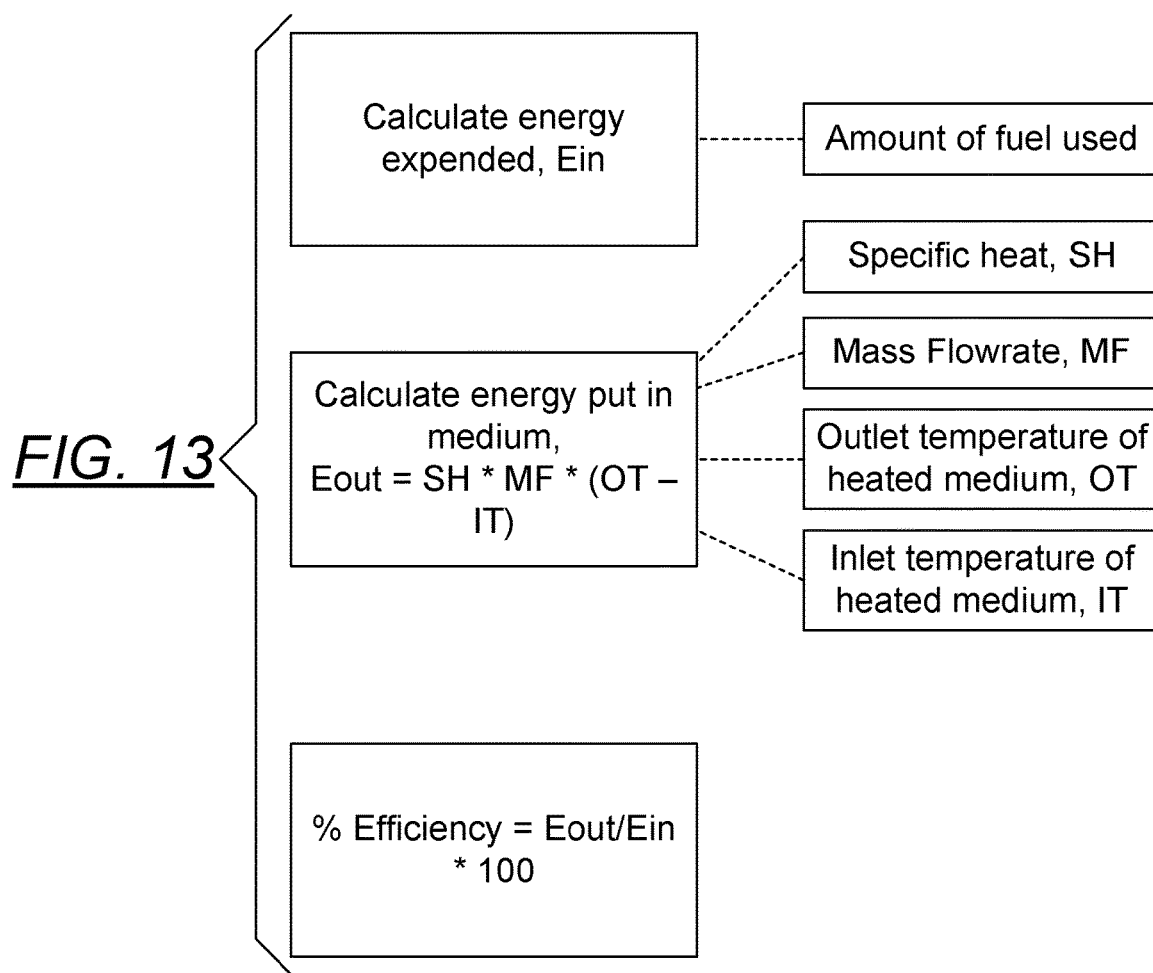 Calculate energy
expended, Ein
Amount of fuel used
Specific heat, SH
Mass Flowrate, MF
Calculate energy put in
medium,
Eout = SH * MF * (OT –
IT)
Outlet temperature of
heated medium, OT
Inlet temperature of
heated medium, IT
FIG. 13
% Efficiency = Eout/Ein
* 100